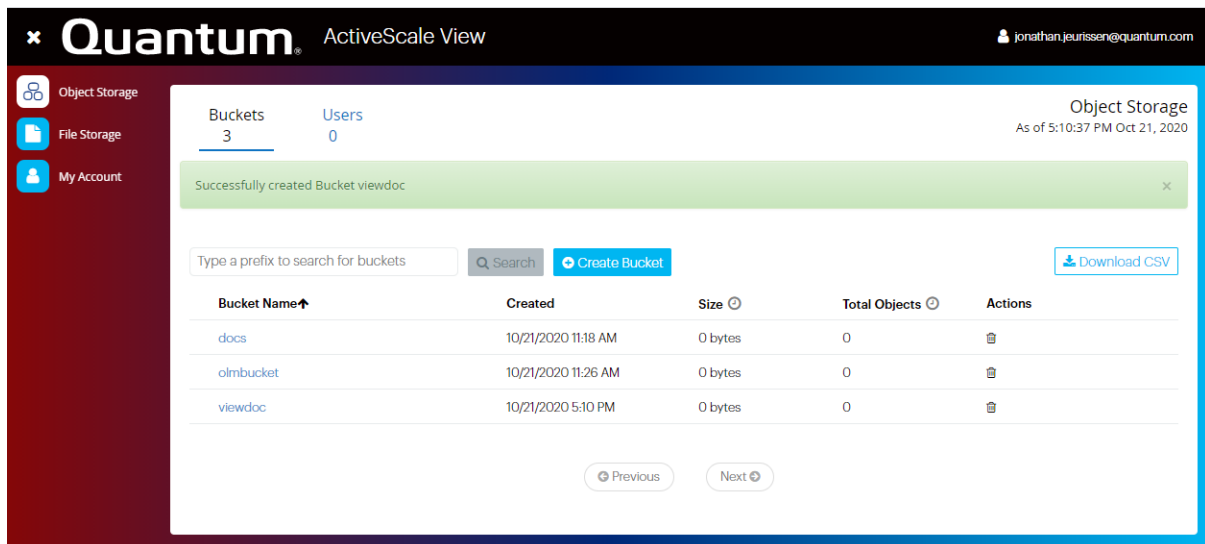 × Quantum. ActiveScale View jonathan.jeurissen@quantum.com
Object Storage
File Storage
My Account
Buckets Users
3 0
Object Storage
As of 5:10:37 PM Oct 21, 2020
Successfully created Bucket viewdoc ×
Type a prefix to search for buckets Search Create Bucket Download CSV
Bucket Name Created Size Total Objects Actions
docs 10/21/2020 11:18 AM 0 bytes 0
olmbucket 10/21/2020 11:26 AM 0 bytes 0
viewdoc 10/21/2020 5:10 PM 0 bytes 0
Previous Next